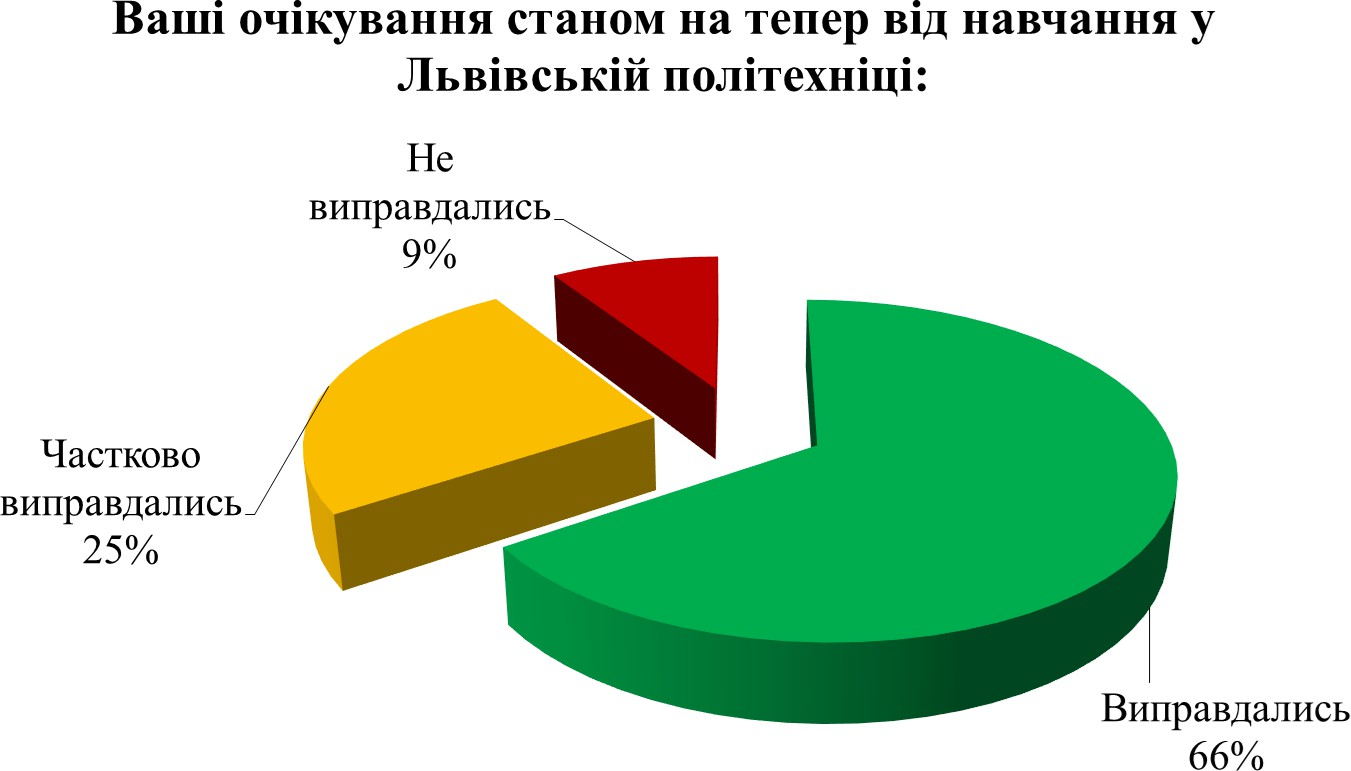 Ваші очікування станом на тепер від навчання у
Львівській політехніці:
Не
виправдались
9%
Частково
виправдались
25%
Виправдались
66%